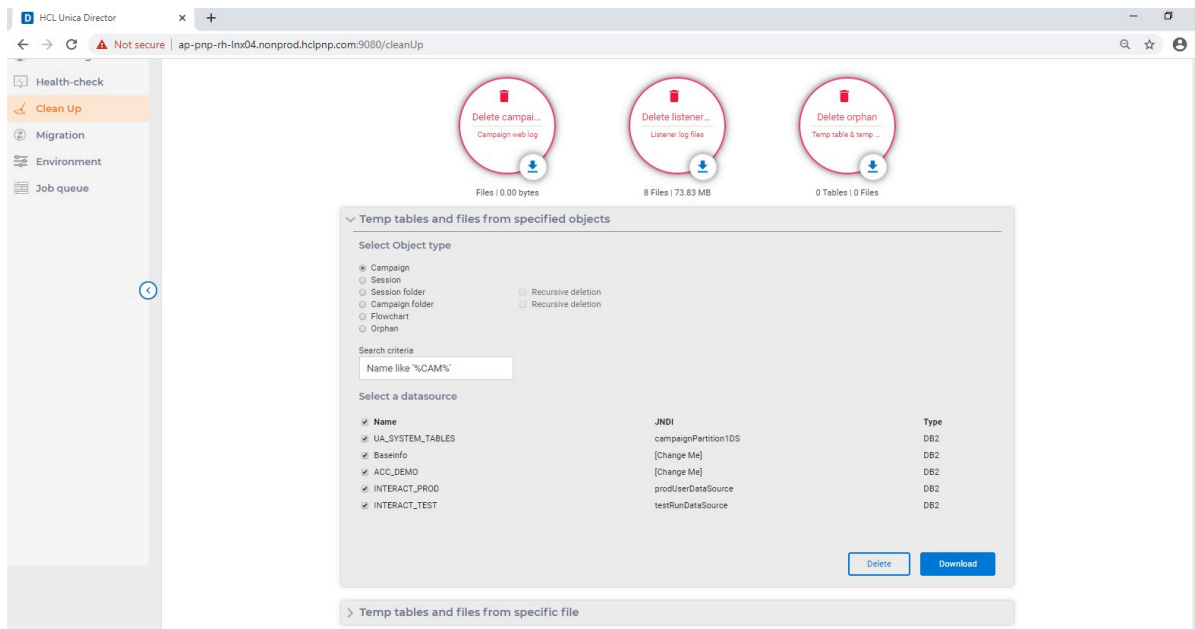 HCL Unica Director
Not secure | ap-pnp-rh-lnx04.nonprod.hclpnp.com:9080/cleanUp
Health-check
Clean Up
Migration
Environment
Job queue
Delete campai...
Campaign web log
Files | 0.00 bytes
Delete listener...
Listener log files
8 Files | 73.83 MB
Delete orphan
Temp table & temp ...
0 Tables | 0 Files
Temp tables and files from specified objects
Select Object type
Campaign
Session
Session folder Recursive deletion
Campaign folder Recursive deletion
Flowchart
Orphan
Search criteria
Name like '%CAM%'
Select a datasource
Name JNDI Type
UA_SYSTEM_TABLES campaignPartition1DS DB2
Baseinfo [Change Me] DB2
ACC_DEMO [Change Me] DB2
INTERACT_PROD prodUserDataSource DB2
INTERACT_TEST testRunDataSource DB2
Delete Download
Temp tables and files from specific file